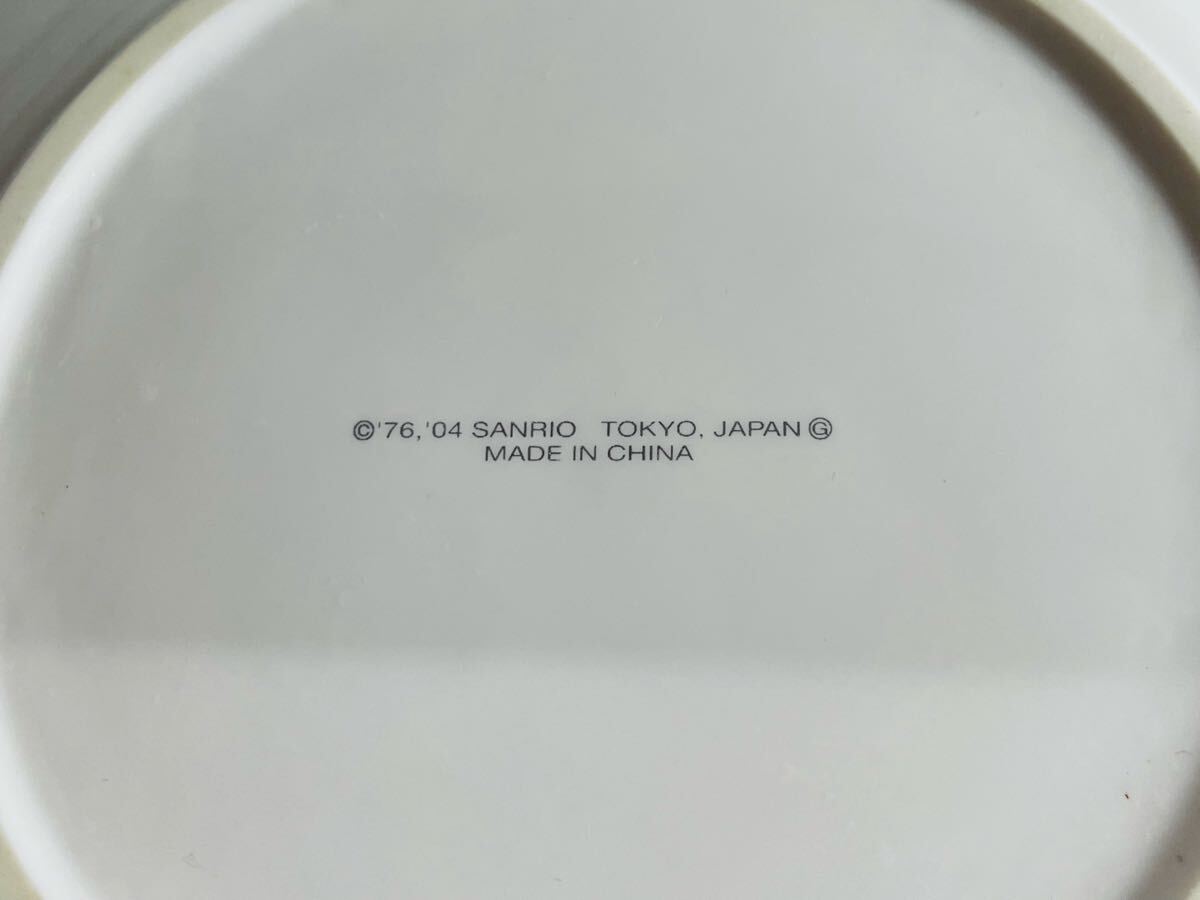 ©'76,'04 SANRIO TOKYO, JAPAN Ⓖ
MADE IN CHINA